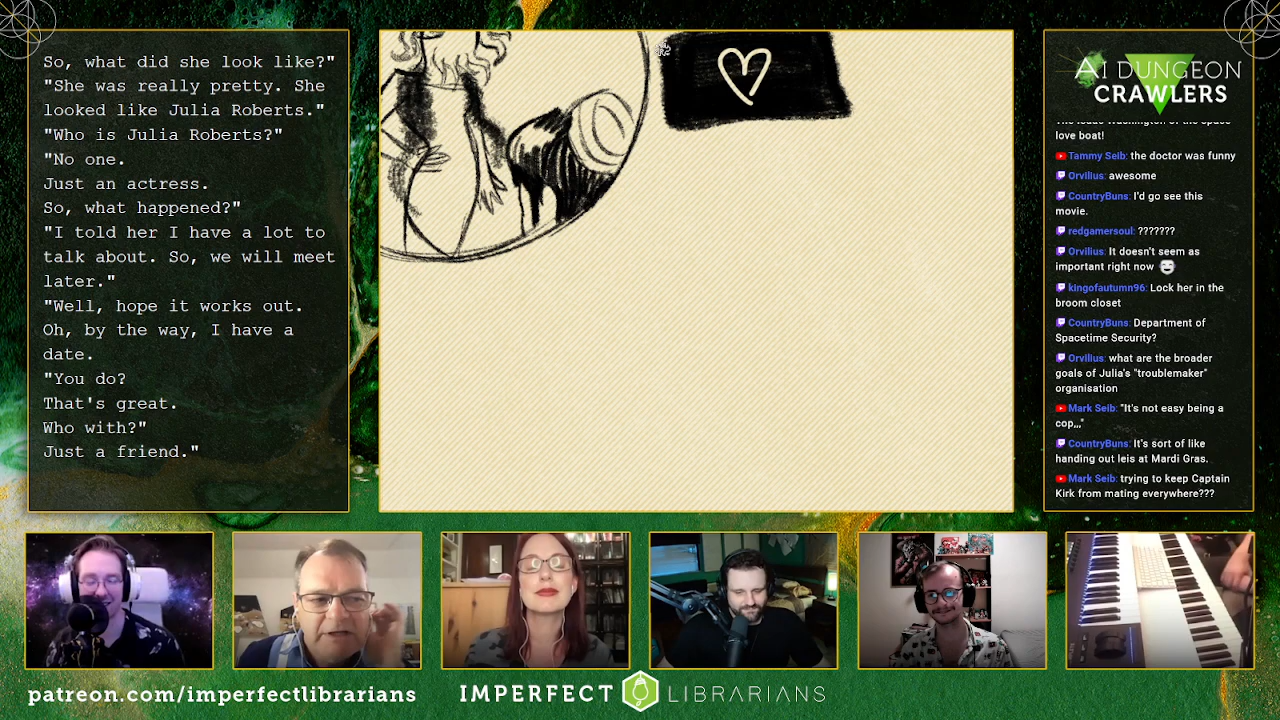 So, what did she look like?"
"She was really pretty. She
looked like Julia Roberts."
"Who is Julia Roberts?"
"No one.
Just an actress.
So, what happened?"
"I told her I have a lot to
talk about. So, we will meet
later."
"Well, hope it works out.
Oh, by the way, I have a
date.
"You do?
That's great.
Who with?"
Just a friend."
AI DUNGEON
CRAWLERS
love boat!
Tammy Seib: the doctor was funny
Orvilius: awesome
CountryBuns: I'd go see this
movie.
redgamersoul: ???????
Orvilius: It doesn't seem as
important right now
kingofautumn96: Lock her in the
broom closet
CountryBuns: Department of
Spacetime Security?
Orvilius: what are the broader
goals of Julia's "troublemaker"
organisation
Mark Seib: "It's not easy being a
cop,,,"
CountryBuns: It's sort of like
handing out leis at Mardi Gras.
Mark Seib: trying to keep Captain
Kirk from mating everywhere???
patreon.com/imperfectlibrarians
IMPERFECT LIBRARIANS